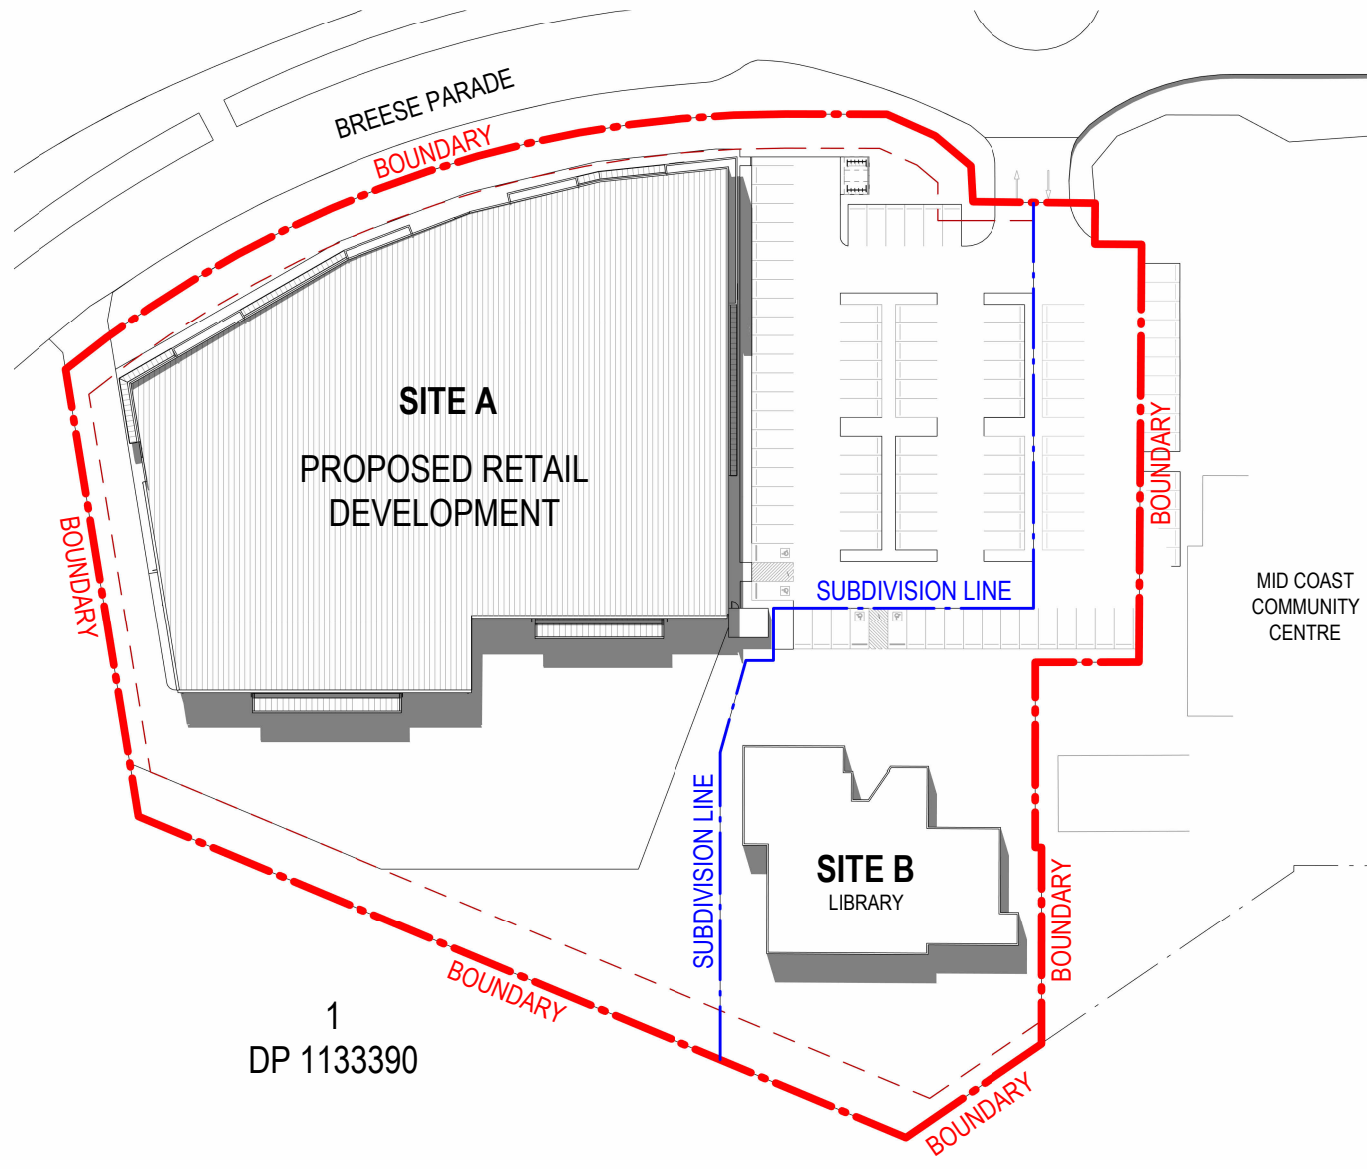 BREESE PARADE
BOUNDARY
SITE A
PROPOSED RETAIL
DEVELOPMENT
BOUNDARY
BOUNDARY
SUBDIVISION LINE
MID COAST
COMMUNITY
CENTRE
SUBDIVISION LINE
SITE B
LIBRARY
BOUNDARY
BOUNDARY
1
DP 1133390
BOUNDARY